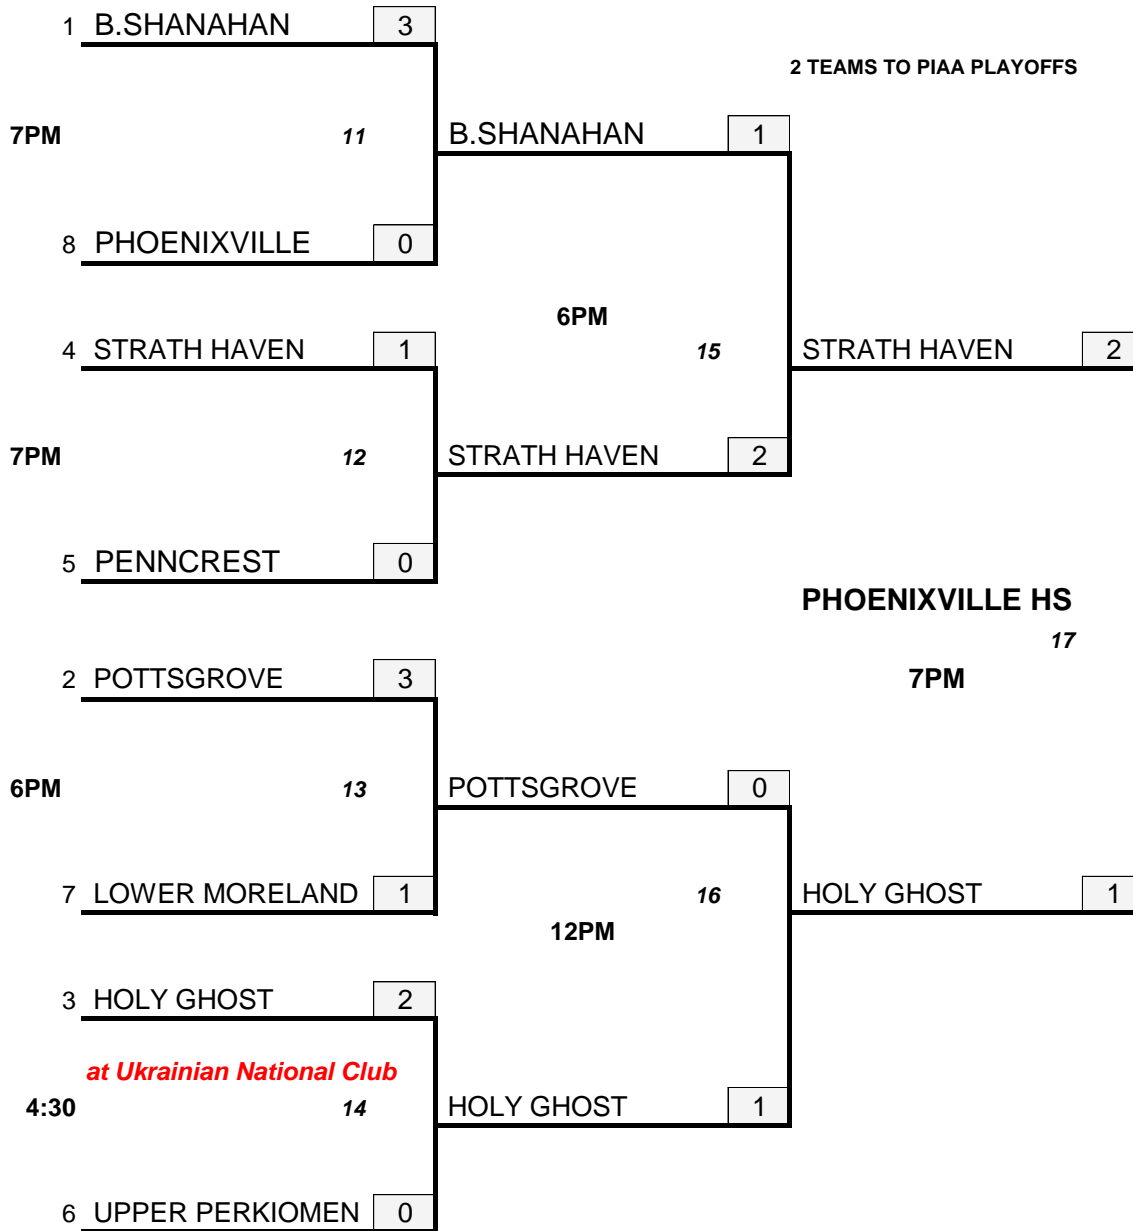 1 B.SHANAHAN 3
2 TEAMS TO PIAA PLAYOFFS
7PM 11 B.SHANAHAN 1
8 PHOENIXVILLE 0
6PM
4 STRATH HAVEN 1 15 STRATH HAVEN 2
7PM 12 STRATH HAVEN 2
5 PENNCREST 0
PHOENIXVILLE HS
17
2 POTTSGROVE 3 7PM
6PM 13 POTTSGROVE 0
7 LOWER MORELAND 1 16 HOLY GHOST 1
12PM
3 HOLY GHOST 2
at Ukrainian National Club
4:30 14 HOLY GHOST 1
6 UPPER PERKIOMEN 0